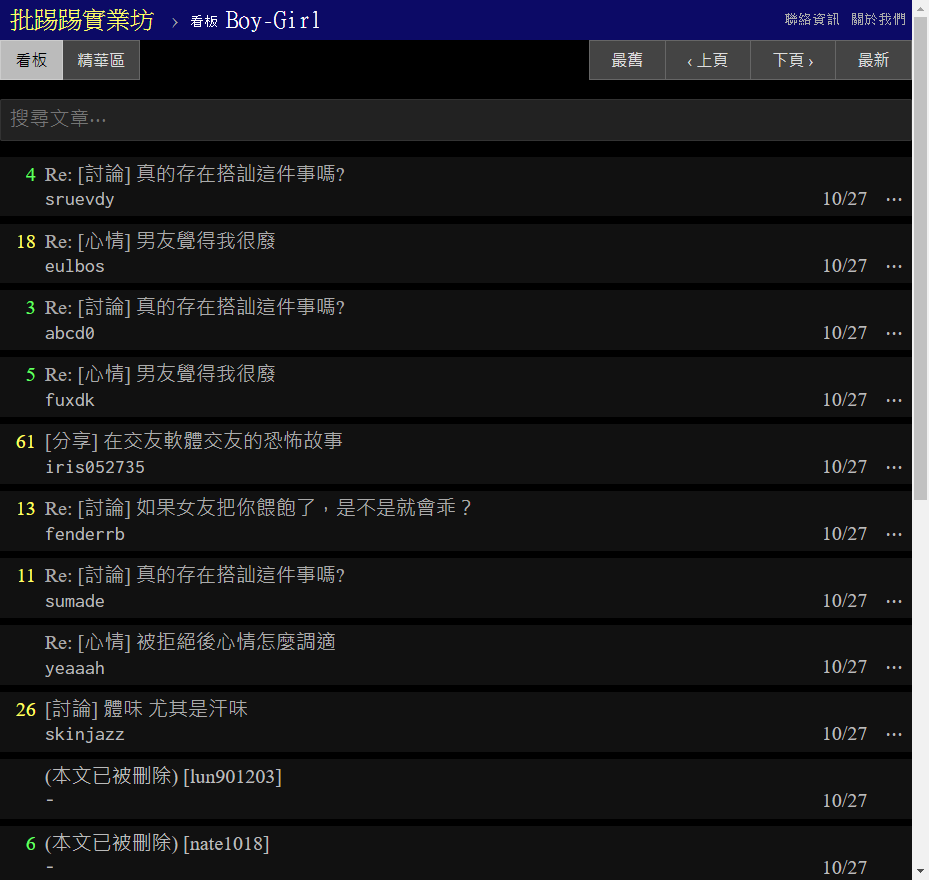 批踢踢實業坊 › 看板 Boy-Girl 聯絡資訊 關於我們
看板 精華區 最舊 ‹ 上頁 下頁 › 最新
搜尋文章⋯
4 Re: [討論] 真的存在搭訕這件事嗎?
sruevdy 10/27 ⋯
18 Re: [心情] 男友覺得我很廢
eulbos 10/27 ⋯
3 Re: [討論] 真的存在搭訕這件事嗎?
abcd0 10/27 ⋯
5 Re: [心情] 男友覺得我很廢
fuxdk 10/27 ⋯
61 [分享] 在交友軟體交友的恐怖故事
iris052735 10/27 ⋯
13 Re: [討論] 如果女友把你餵飽了，是不是就會乖？
fenderrb 10/27 ⋯
11 Re: [討論] 真的存在搭訕這件事嗎?
sumade 10/27 ⋯
Re: [心情] 被拒絕後心情怎麼調適
yeaaah 10/27 ⋯
26 [討論] 體味 尤其是汗味
skinjazz 10/27 ⋯
(本文已被刪除) [lun901203]
- 10/27
6 (本文已被刪除) [nate1018]
- 10/27